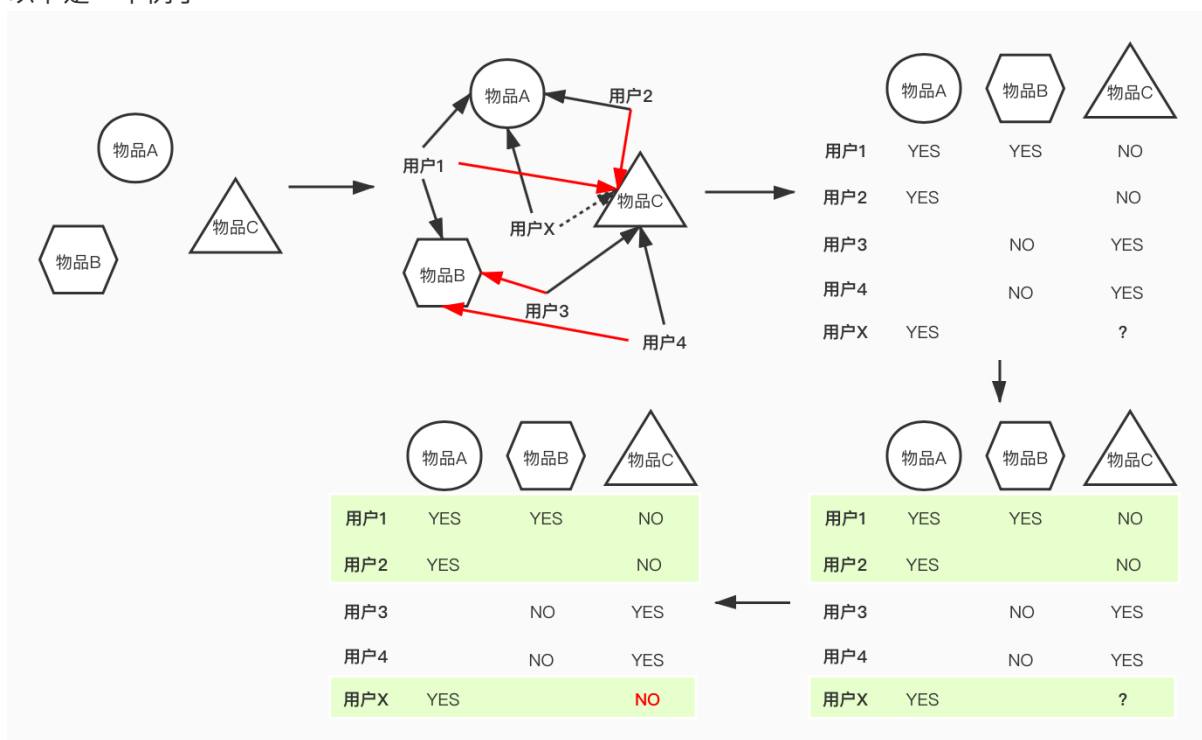 物品A
物品B
物品C
物品A
用户2
用户1
物品C
用户X
物品B
用户3
用户4
物品A 物品B 物品C
用户1 YES YES NO
用户2 YES NO
用户3 NO YES
用户4 NO YES
用户X YES ?
物品A 物品B 物品C
用户1 YES YES NO
用户2 YES NO
用户3 NO YES
用户4 NO YES
用户X YES NO
物品A 物品B 物品C
用户1 YES YES NO
用户2 YES NO
用户3 NO YES
用户4 NO YES
用户X YES ?